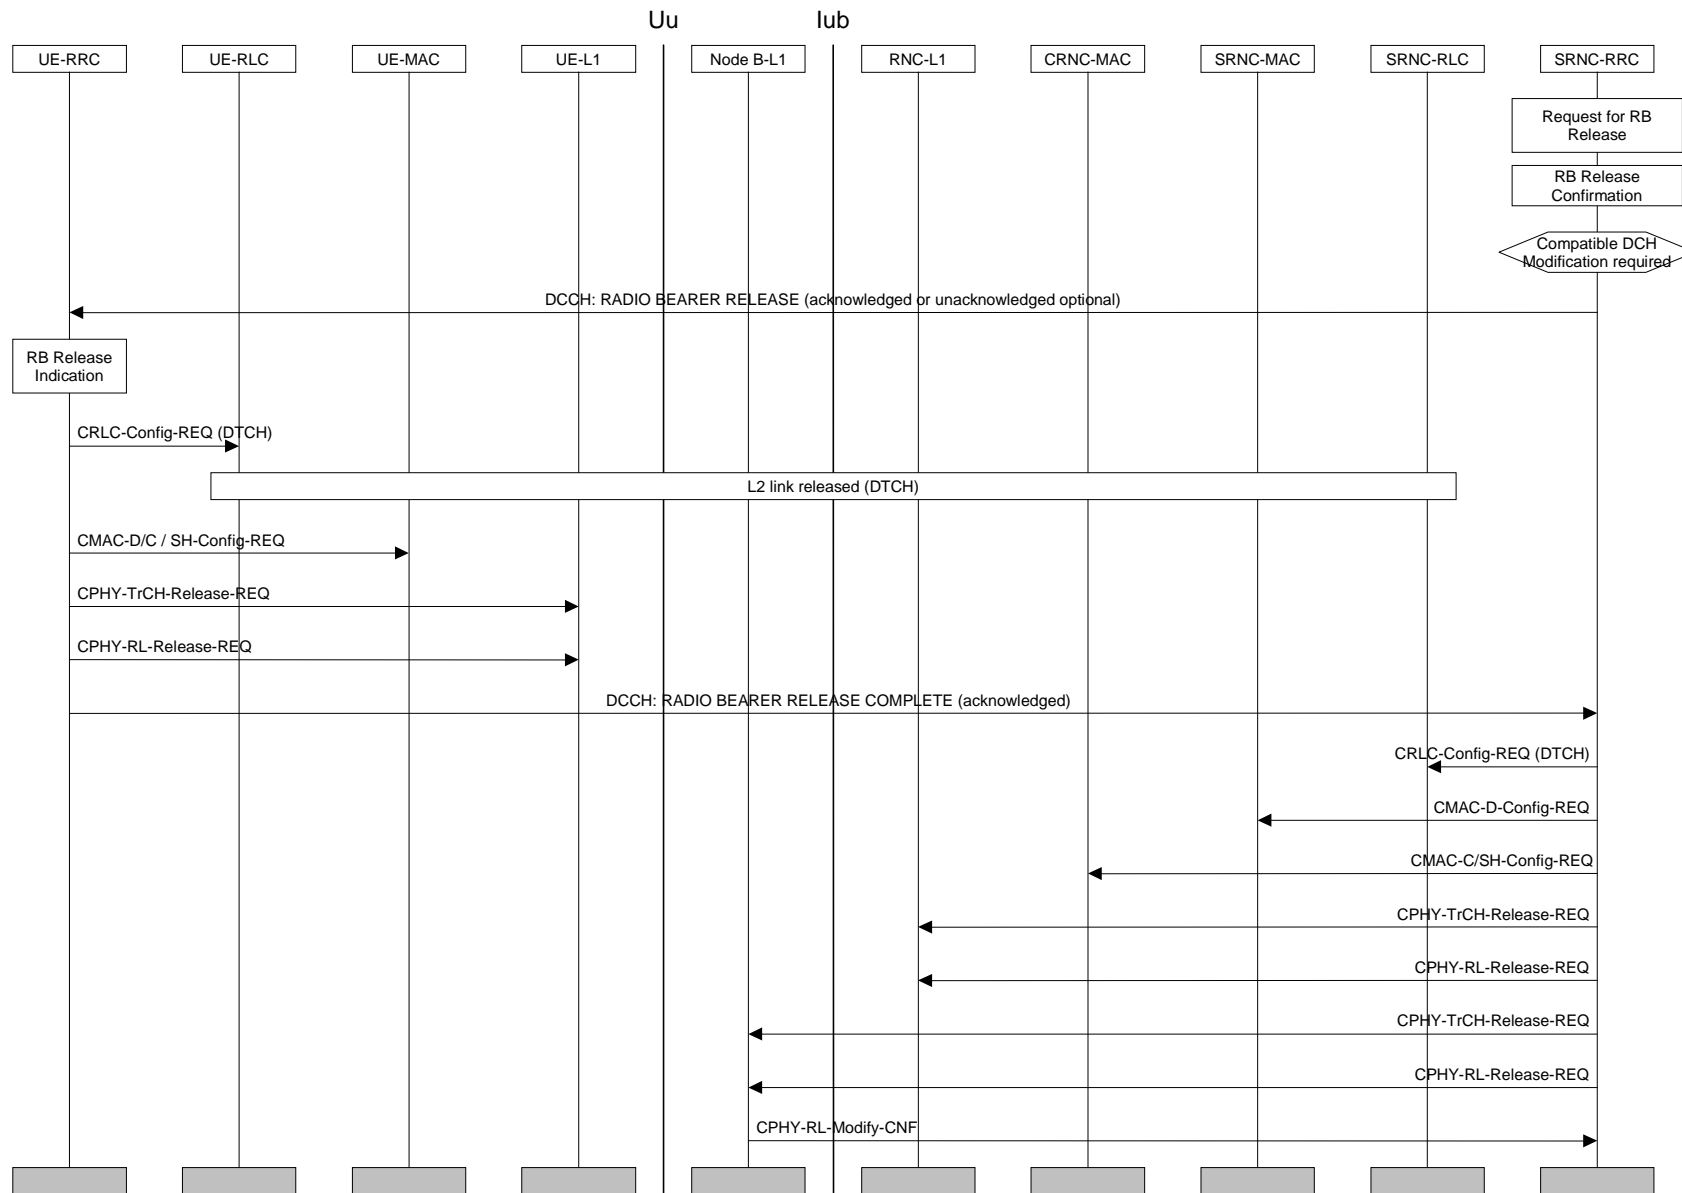 Uu
Iub
UE-RRC
UE-RLC
UE-MAC
UE-L1
Node B-L1
RNC-L1
CRNC-MAC
SRNC-MAC
SRNC-RLC
SRNC-RRC
Request for RB
Release
RB Release
Confirmation
Compatible DCH
Modification required
DCCH: RADIO BEARER RELEASE (acknowledged or unacknowledged optional)
RB Release
Indication
CRLC-Config-REQ (DTCH)
L2 link released (DTCH)
CMAC-D/C / SH-Config-REQ
CPHY-TrCH-Release-REQ
CPHY-RL-Release-REQ
DCCH: RADIO BEARER RELEASE COMPLETE (acknowledged)
CRLC-Config-REQ (DTCH)
CMAC-D-Config-REQ
CMAC-C/SH-Config-REQ
CPHY-TrCH-Release-REQ
CPHY-RL-Release-REQ
CPHY-TrCH-Release-REQ
CPHY-RL-Release-REQ
CPHY-RL-Modify-CNF